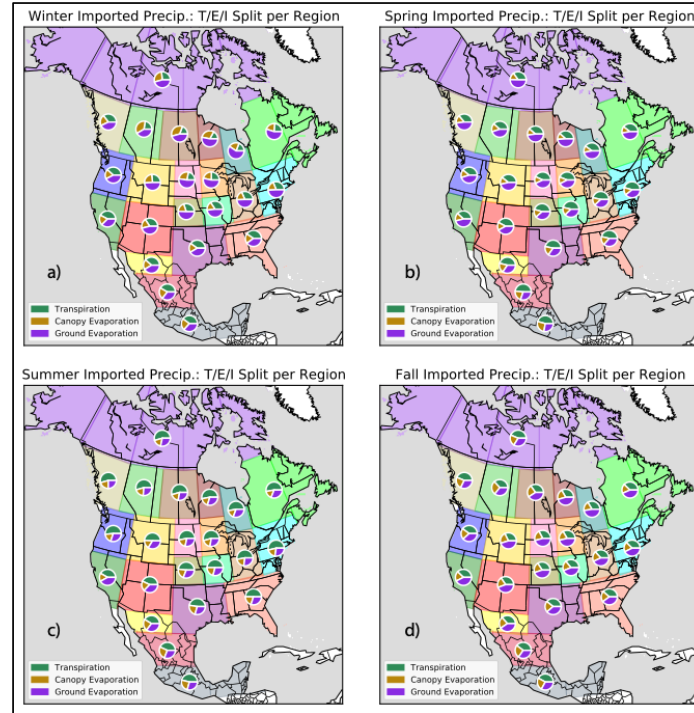 Winter Imported Precip.: T/E/I Split per Region
a)
Transpiration
Canopy Evaporation
Ground Evaporation
Spring Imported Precip.: T/E/I Split per Region
b)
Transpiration
Canopy Evaporation
Ground Evaporation
Summer Imported Precip.: T/E/I Split per Region
c)
Transpiration
Canopy Evaporation
Ground Evaporation
Fall Imported Precip.: T/E/I Split per Region
d)
Transpiration
Canopy Evaporation
Ground Evaporation